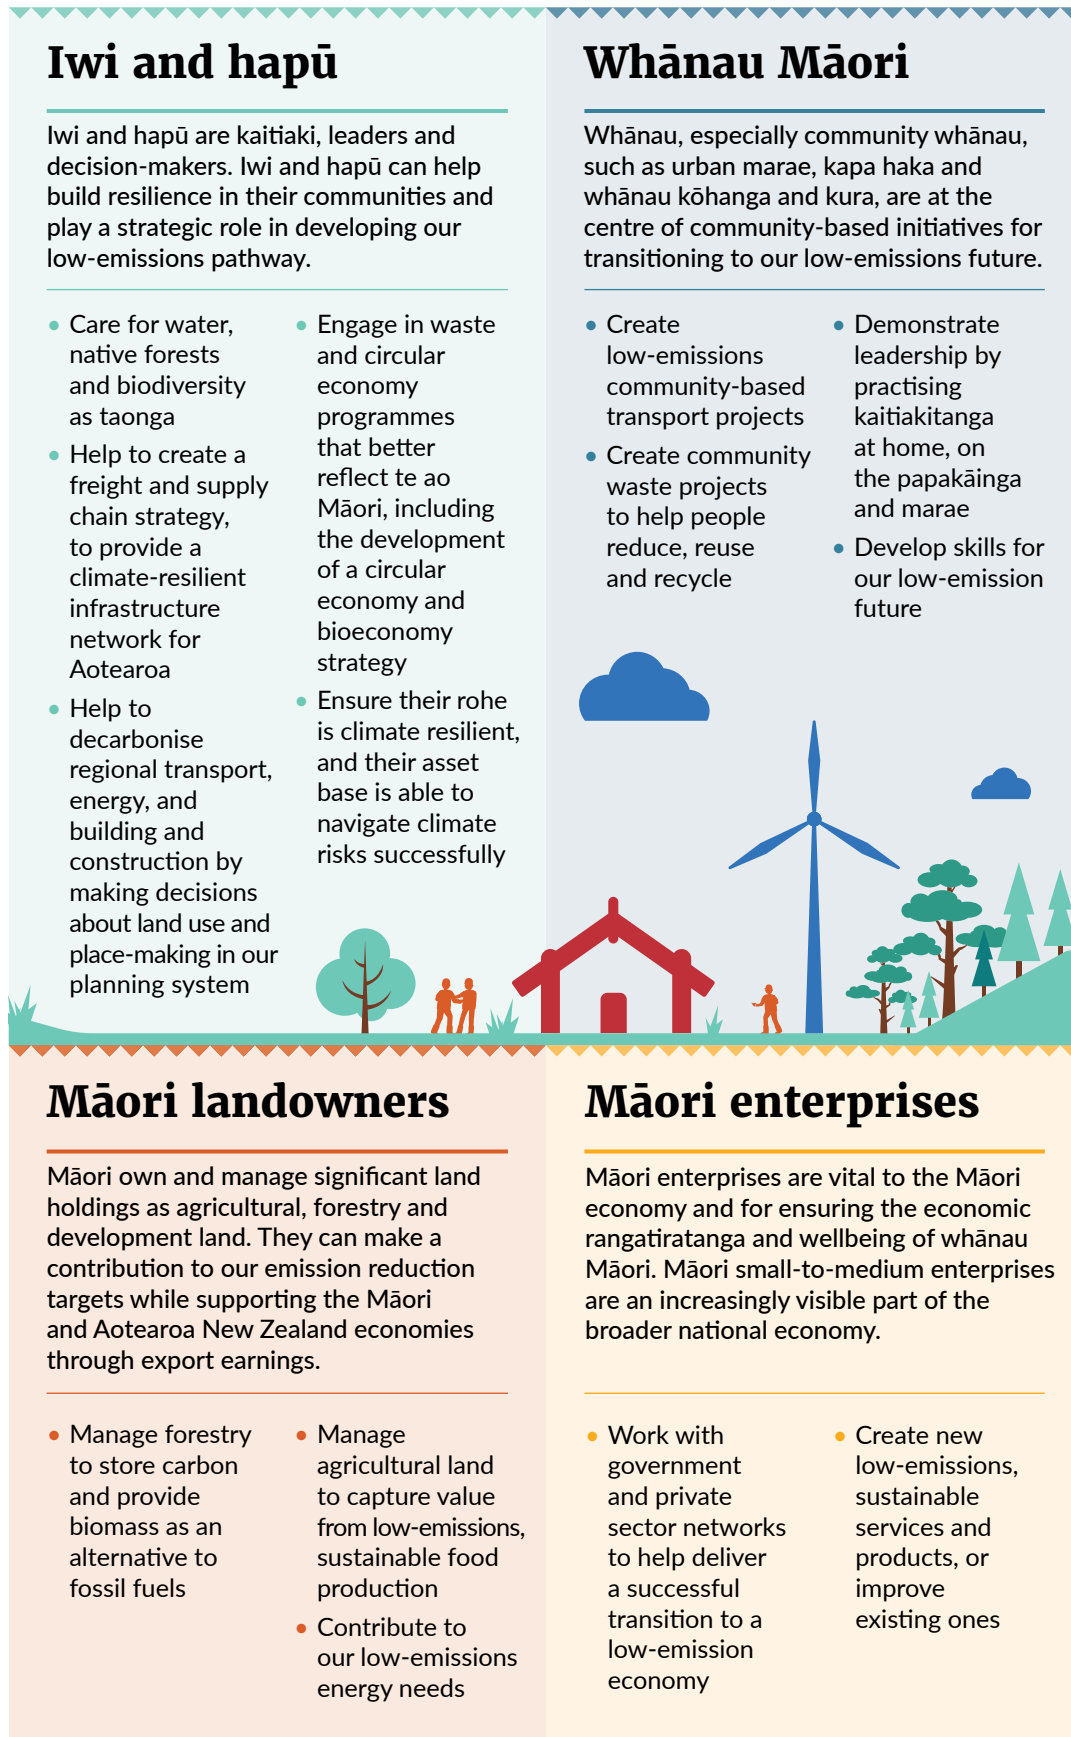 Iwi and hapū
Iwi and hapū are kaitiaki, leaders and
decision-makers. Iwi and hapū can help
build resilience in their communities and
play a strategic role in developing our
low-emissions pathway.
• Care for water,
native forests
and biodiversity
as taonga
• Help to create a
freight and supply
chain strategy,
to provide a
climate-resilient
infrastructure
network for
Aotearoa
• Help to
decarbonise
regional transport,
energy, and
building and
construction by
making decisions
about land use and
place-making in our
planning system
• Engage in waste
and circular
economy
programmes
that better
reflect te ao
Māori, including
the development
of a circular
economy and
bioeconomy
strategy
• Ensure their rohe
is climate resilient,
and their asset
base is able to
navigate climate
risks successfully
Whānau Māori
Whānau, especially community whānau,
such as urban marae, kapa haka and
whānau kōhanga and kura, are at the
centre of community-based initiatives for
transitioning to our low-emissions future.
• Create
low-emissions
community-based
transport projects
• Create community
waste projects
to help people
reduce, reuse
and recycle
• Demonstrate
leadership by
practising
kaitiakitanga
at home, on
the papakāinga
and marae
• Develop skills for
our low-emission
future
Māori landowners
Māori own and manage significant land
holdings as agricultural, forestry and
development land. They can make a
contribution to our emission reduction
targets while supporting the Māori
and Aotearoa New Zealand economies
through export earnings.
• Manage forestry
to store carbon
and provide
biomass as an
alternative to
fossil fuels
• Manage
agricultural land
to capture value
from low-emissions,
sustainable food
production
• Contribute to
our low-emissions
energy needs
Māori enterprises
Māori enterprises are vital to the Māori
economy and for ensuring the economic
rangatiratanga and wellbeing of whānau
Māori. Māori small-to-medium enterprises
are an increasingly visible part of the
broader national economy.
• Work with
government
and private
sector networks
to help deliver
a successful
transition to a
low-emission
economy
• Create new
low-emissions,
sustainable
services and
products, or
improve
existing ones